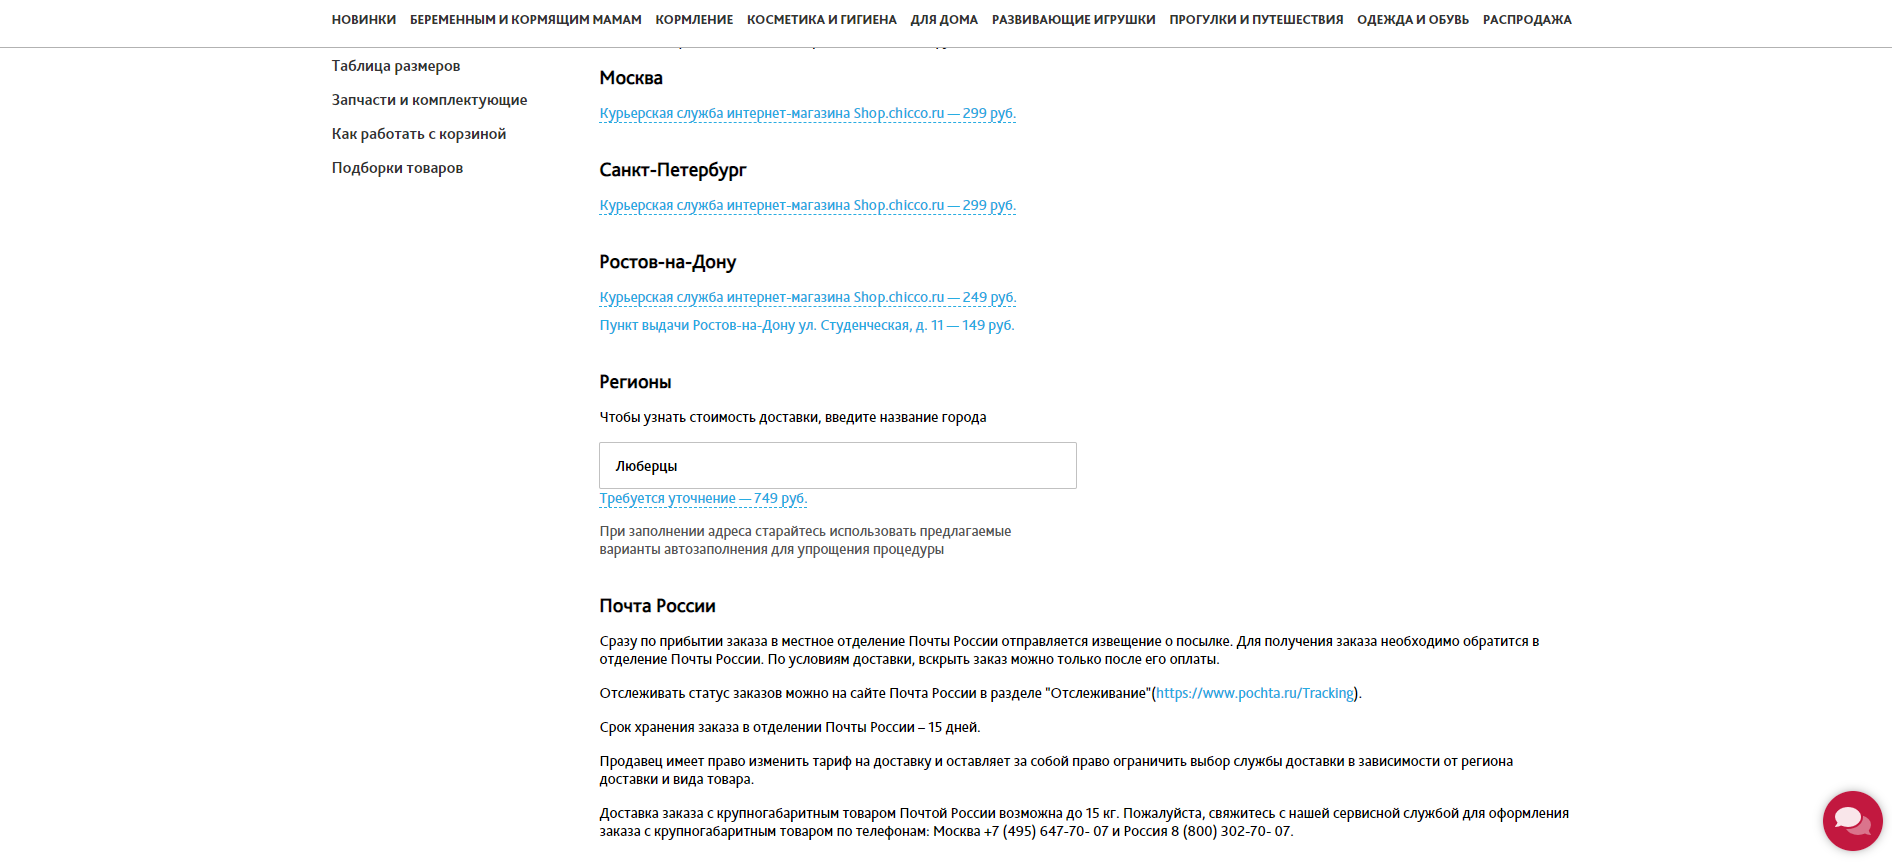 НОВИНКИ БЕРЕМЕННЫМ И КОРМЯЩИМ МАМАМ КОРМЛЕНИЕ КОСМЕТИКА И ГИГИЕНА ДЛЯ ДОМА РАЗВИВАЮЩИЕ ИГРУШКИ ПРОГУЛКИ И ПУТЕШЕСТВИЯ ОДЕЖДА И ОБУВЬ РАСПРОДАЖА
Таблица размеров
Запчасти и комплектующие
Как работать с корзиной
Подборки товаров
Москва
Курьерская служба интернет-магазина Shop.chicco.ru — 299 руб.
Санкт-Петербург
Курьерская служба интернет-магазина Shop.chicco.ru — 299 руб.
Ростов-на-Дону
Курьерская служба интернет-магазина Shop.chicco.ru — 249 руб.
Пункт выдачи Ростов-на-Дону ул. Студенческая, д. 11 — 149 руб.
Регионы
Чтобы узнать стоимость доставки, введите название города
Люберцы
Требуется уточнение — 749 руб.
При заполнении адреса старайтесь использовать предлагаемые
варианты автозаполнения для упрощения процедуры
Почта России
Сразу по прибытии заказа в местное отделение Почты России отправляется извещение о посылке. Для получения заказа необходимо обратится в
отделение Почты России. По условиям доставки, вскрыть заказ можно только после его оплаты.
Отслеживать статус заказов можно на сайте Почта России в разделе "Отслеживание"(https://www.pochta.ru/Tracking).
Срок хранения заказа в отделении Почты России – 15 дней.
Продавец имеет право изменить тариф на доставку и оставляет за собой право ограничить выбор службы доставки в зависимости от региона
доставки и вида товара.
Доставка заказа с крупногабаритным товаром Почтой России возможна до 15 кг. Пожалуйста, свяжитесь с нашей сервисной службой для оформления
заказа с крупногабаритным товаром по телефонам: Москва +7 (495) 647-70- 07 и Россия 8 (800) 302-70- 07.